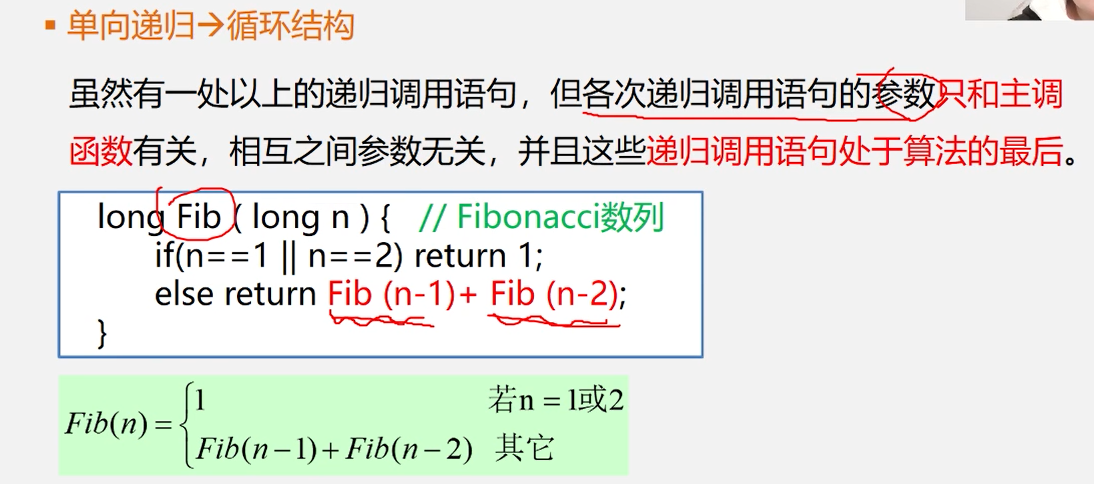 ▪ 单向递归→循环结构
虽然有一处以上的递归调用语句，但各次递归调用语句的参数只和主调
函数有关，相互之间参数无关，并且这些递归调用语句处于算法的最后。
long Fib ( long n ) { // Fibonacci数列
if(n==1 || n==2) return 1;
else return Fib (n-1)+ Fib (n-2);
}
Fib(n) = { 1 若n = 1或2
Fib(n−1)+Fib(n−2) 其它